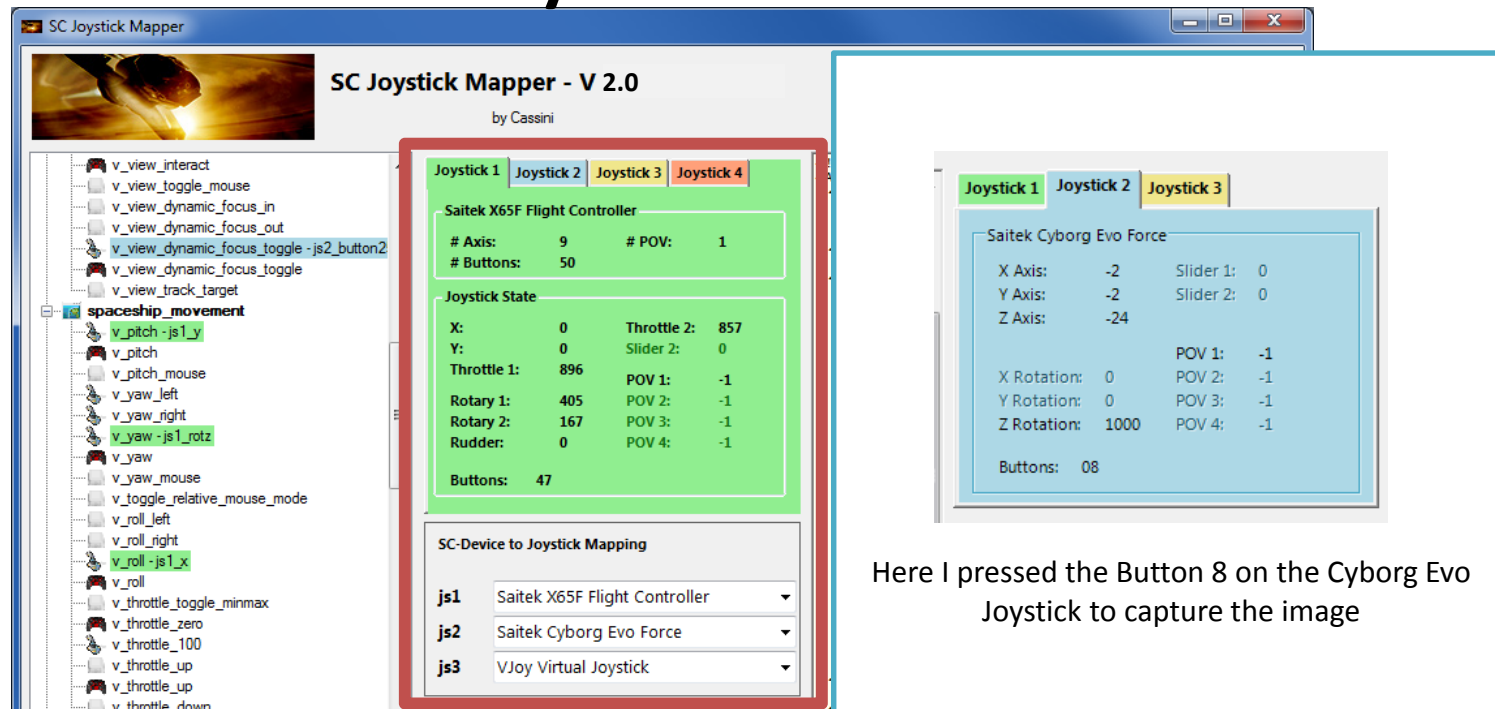 SC Joystick Mapper
SC Joystick Mapper - V 2.0
by Cassini
v_view_interact
v_view_toggle_mouse
v_view_dynamic_focus_in
v_view_dynamic_focus_out
v_view_dynamic_focus_toggle - js2_button2
v_view_dynamic_focus_toggle
v_view_track_target
spaceship_movement
v_pitch - js1_y
v_pitch
v_pitch_mouse
v_yaw_left
v_yaw_right
v_yaw - js1_rotz
v_yaw
v_yaw_mouse
v_toggle_relative_mouse_mode
v_roll_left
v_roll_right
v_roll - js1_x
v_roll
v_throttle_toggle_minmax
v_throttle_zero
v_throttle_100
v_throttle_up
v_throttle_up
v_throttle_down
Joystick 1 Joystick 2 Joystick 3 Joystick 4
Saitek X65F Flight Controller
# Axis: 9 # POV: 1
# Buttons: 50
Joystick State
X: 0 Throttle 2: 857
Y: 0 Slider 2: 0
Throttle 1: 896
POV 1: -1
Rotary 1: 405 POV 2: -1
Rotary 2: 167 POV 3: -1
Rudder: 0 POV 4: -1
Buttons: 47
SC-Device to Joystick Mapping
js1 Saitek X65F Flight Controller
js2 Saitek Cyborg Evo Force
js3 VJoy Virtual Joystick
Joystick 1 Joystick 2 Joystick 3
Saitek Cyborg Evo Force
X Axis: -2 Slider 1: 0
Y Axis: -2 Slider 2: 0
Z Axis: -24
POV 1: -1
X Rotation: 0 POV 2: -1
Y Rotation: 0 POV 3: -1
Z Rotation: 1000 POV 4: -1
Buttons: 08
Here I pressed the Button 8 on the Cyborg Evo
Joystick to capture the image